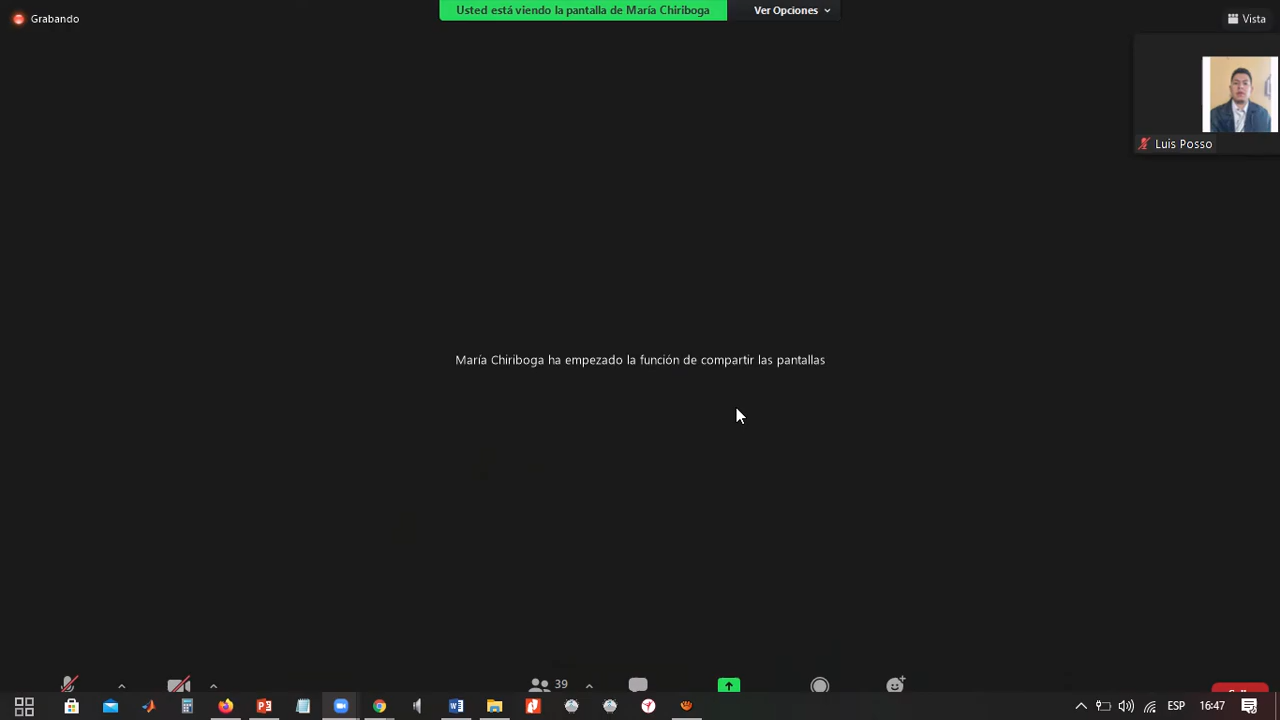 Grabando
Usted está viendo la pantalla de María Chiriboga
Ver Opciones
Vista
Luis Posso
María Chiriboga ha empezado la función de compartir las pantallas
39
ESP
16:47